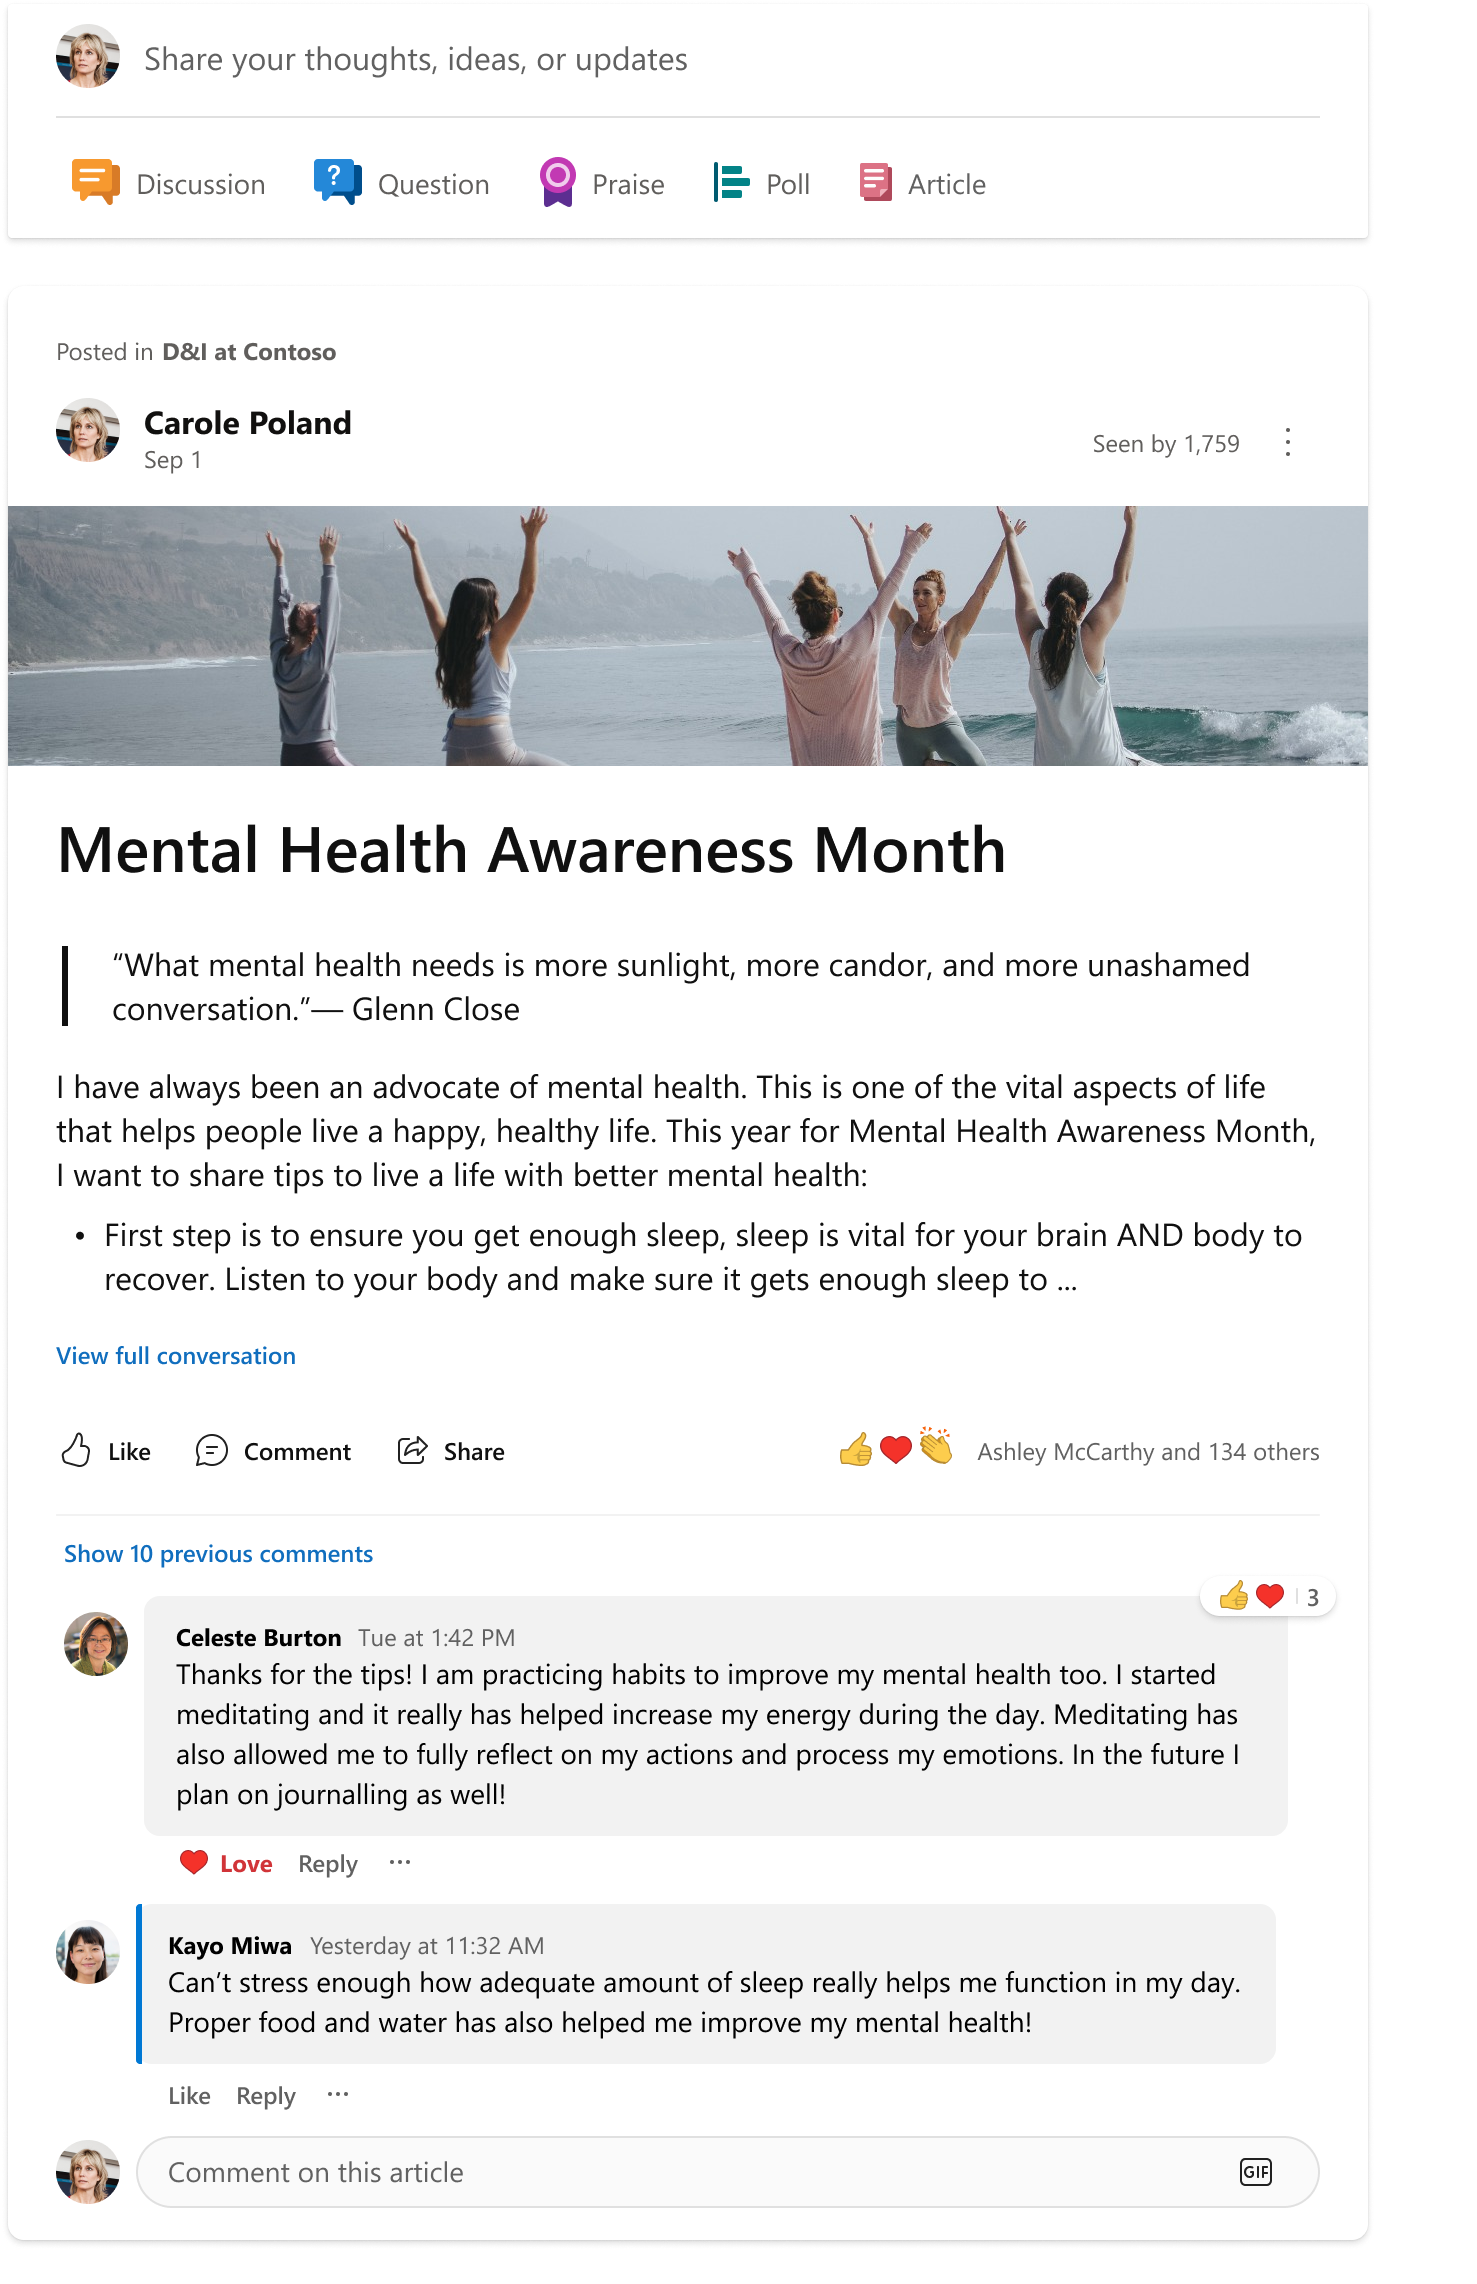 Share your thoughts, ideas, or updates
Discussion
Question
Praise
Poll
Article
Posted in D&I at Contoso
Carole Poland
Sep 1
Seen by 1,759
Mental Health Awareness Month
“What mental health needs is more sunlight, more candor, and more unashamed
conversation.”— Glenn Close
I have always been an advocate of mental health. This is one of the vital aspects of life
that helps people live a happy, healthy life. This year for Mental Health Awareness Month,
I want to share tips to live a life with better mental health:
• First step is to ensure you get enough sleep, sleep is vital for your brain AND body to
recover. Listen to your body and make sure it gets enough sleep to ...
View full conversation
Like
Comment
Share
Ashley McCarthy and 134 others
Show 10 previous comments
3
Celeste Burton Tue at 1:42 PM
Thanks for the tips! I am practicing habits to improve my mental health too. I started
meditating and it really has helped increase my energy during the day. Meditating has
also allowed me to fully reflect on my actions and process my emotions. In the future I
plan on journalling as well!
Love Reply ...
Kayo Miwa Yesterday at 11:32 AM
Can’t stress enough how adequate amount of sleep really helps me function in my day.
Proper food and water has also helped me improve my mental health!
Like Reply ...
Comment on this article
GIF